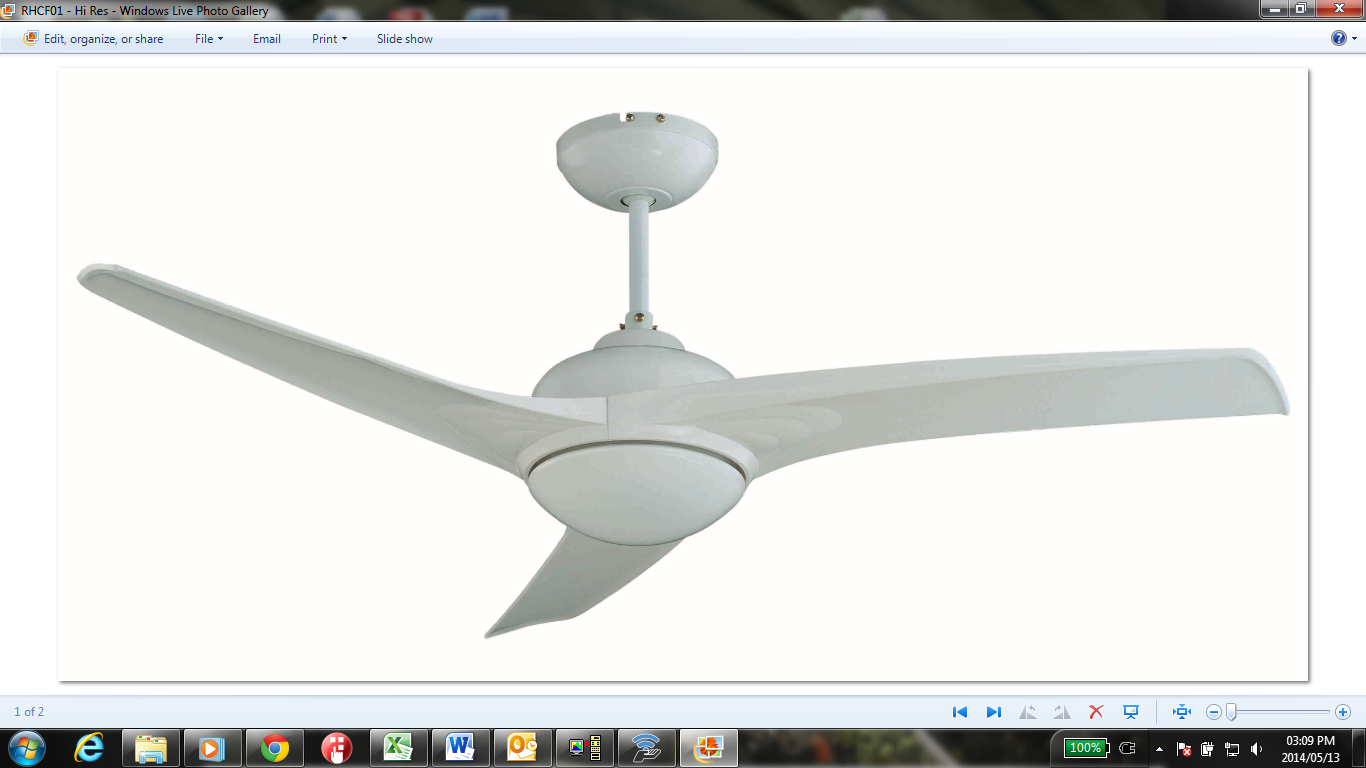 RHCF01 - Hi Res - Windows Live Photo Gallery
Edit, organize, or share File Email Print Slide show
1 of 2
100%
03:09 PM
2014/05/13